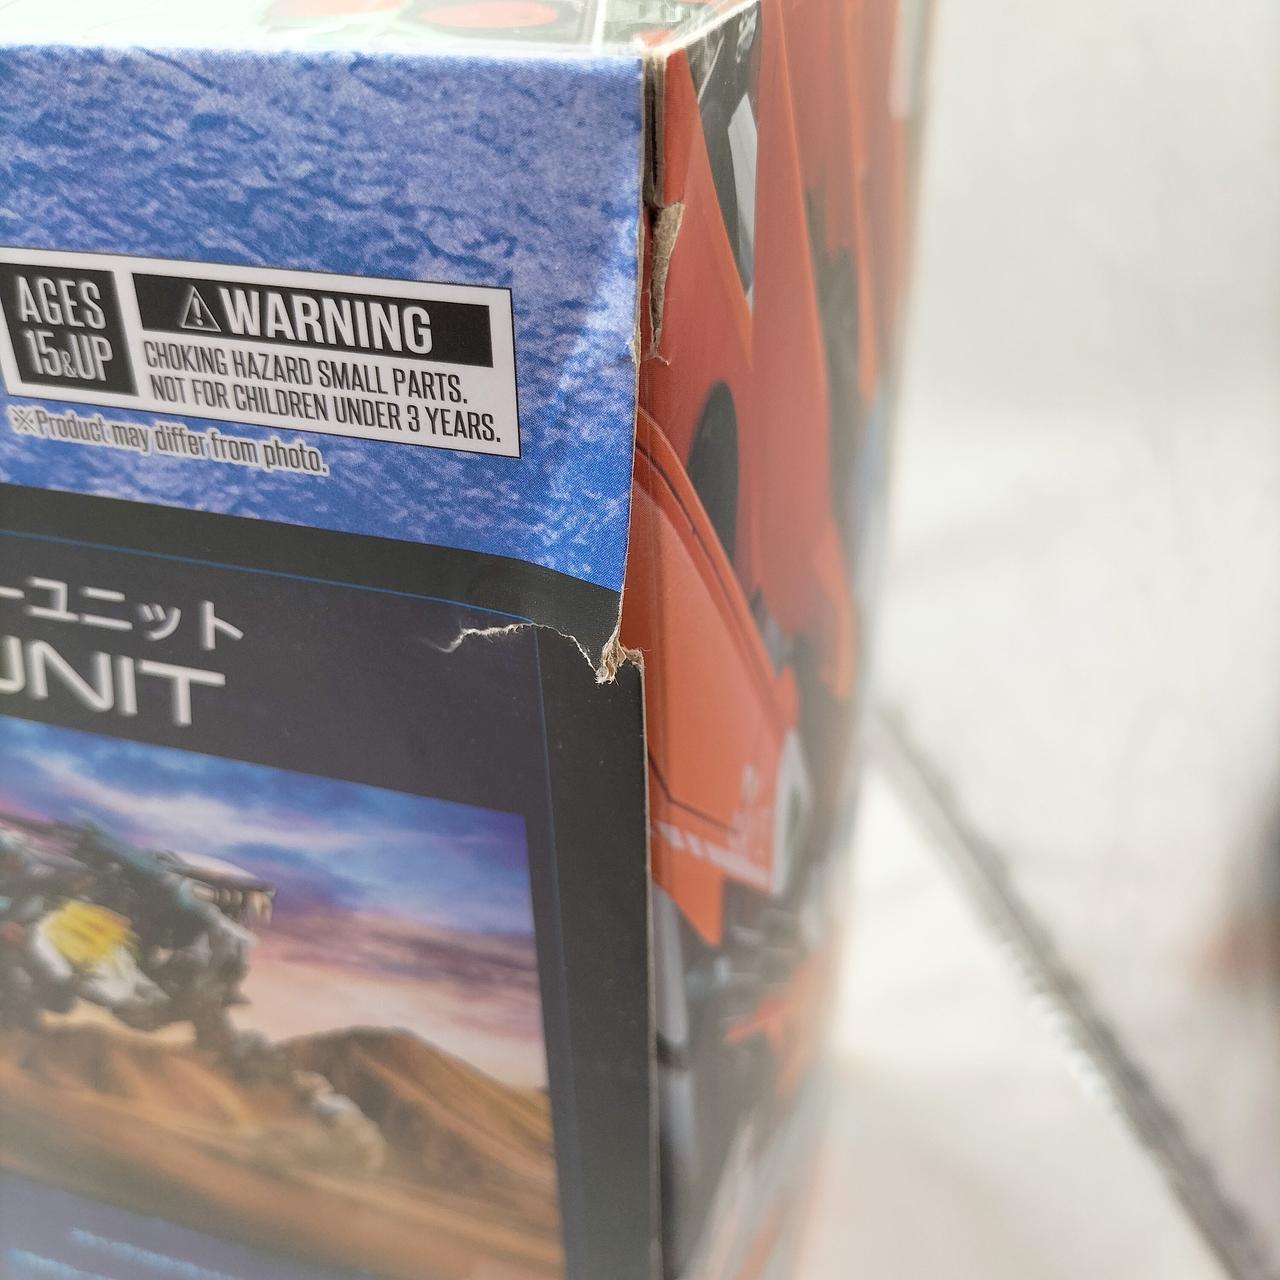 AGES
15&UP
⚠WARNING
CHOKING HAZARD SMALL PARTS.
NOT FOR CHILDREN UNDER 3 YEARS.
※Product may differ from photo.
ーユニット
UNIT